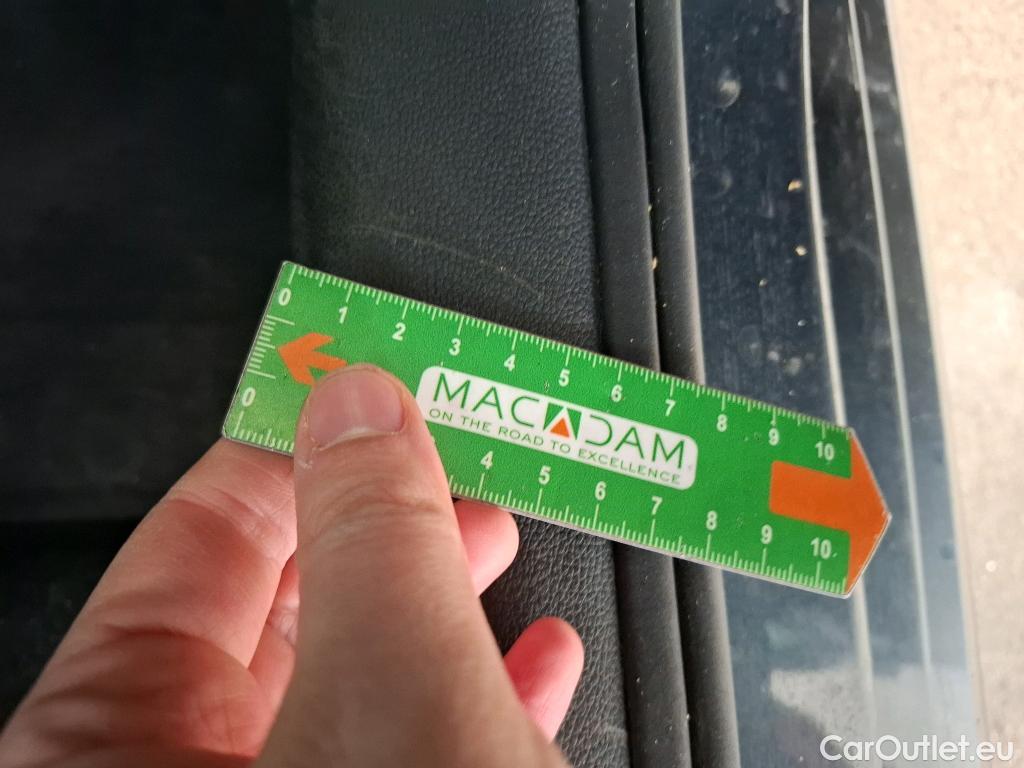 0 1 2 3 4 5 6 7 8 9 10
MACADAM
ON THE ROAD TO EXCELLENCE
0 4 5 6 7 8 9 10
CarOutlet.eu